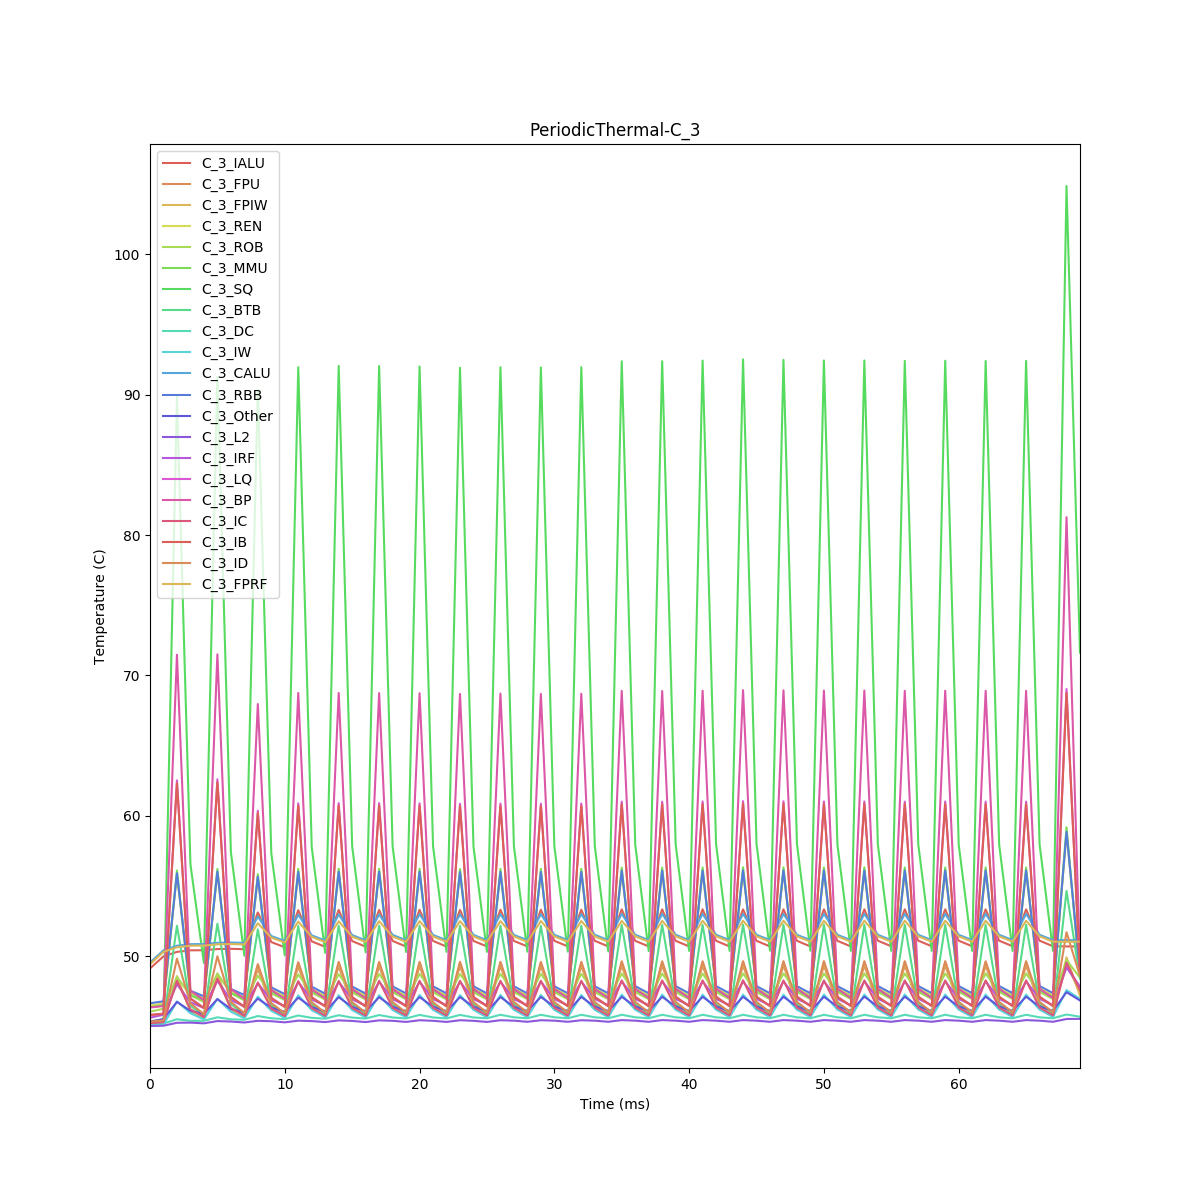 PeriodicThermal-C_3
C_3_IALU
C_3_FPU
C_3_FPIW
C_3_REN
C_3_ROB
C_3_MMU
C_3_SQ
C_3_BTB
C_3_DC
C_3_IW
C_3_CALU
C_3_RBB
C_3_Other
C_3_L2
C_3_IRF
C_3_LQ
C_3_BP
C_3_IC
C_3_IB
C_3_ID
C_3_FPRF
100
90
80
70
60
50
Temperature (C)
0 10 20 30 40 50 60
Time (ms)